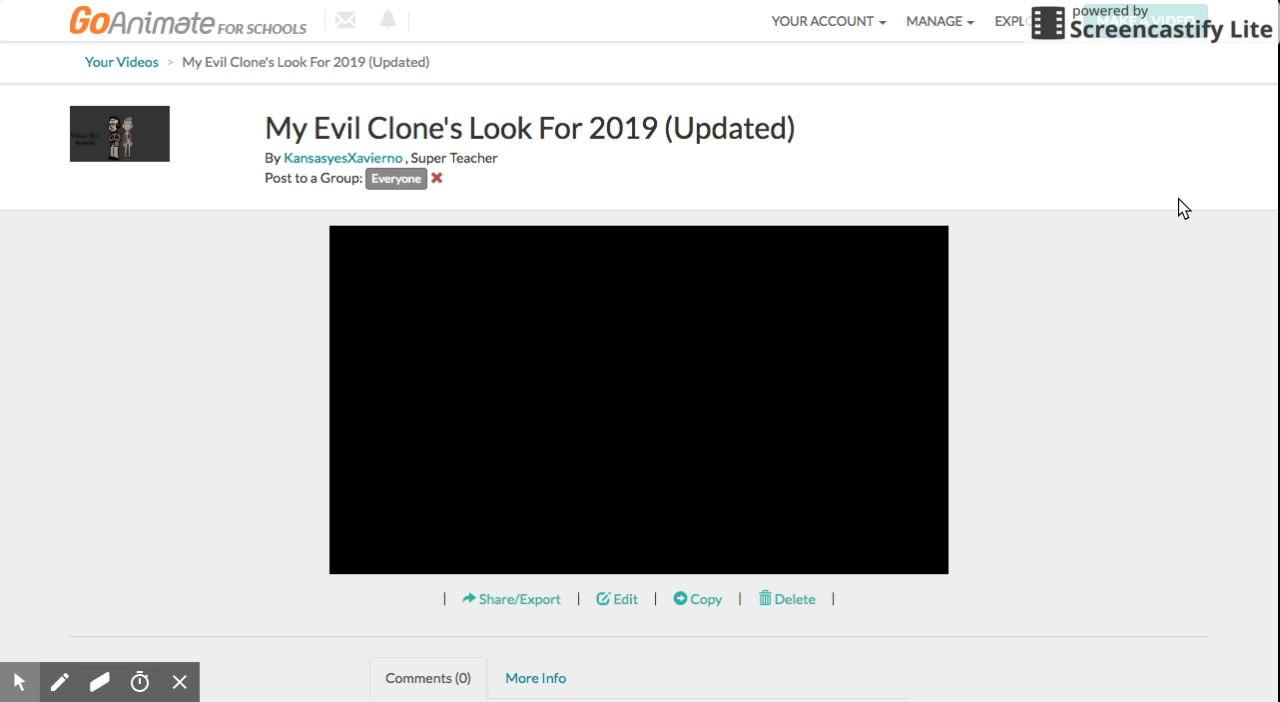 GoAnimate FOR SCHOOLS
YOUR ACCOUNT MANAGE EXPL
powered by
Screencastify Lite
Your Videos > My Evil Clone's Look For 2019 (Updated)
My Evil Clone's Look For 2019 (Updated)
By KansasyesXavierno , Super Teacher
Post to a Group: Everyone
| Share/Export | Edit | Copy | Delete |
Comments (0) More Info